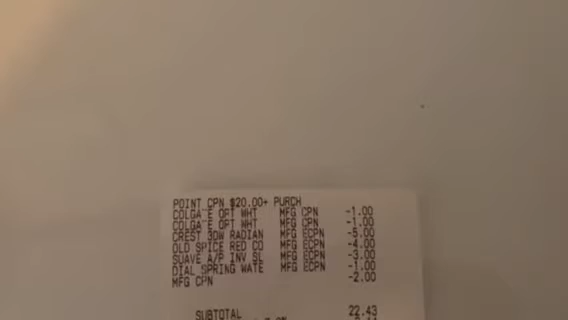 POINT CPN $20.00+ PURCH
COLGATE OPT WHT MFG CPN -1.00
COLGATE OPT WHT MFG CPN -1.00
CREST 3DW RADIAN MFG ECPN -5.00
OLD SPICE RED CO MFG ECPN -4.00
SUAVE A/P INV SL MFG ECPN -3.00
DIAL SPRING WATE MFG ECPN -1.00
MFG CPN -2.00
SUBTOTAL 22.43